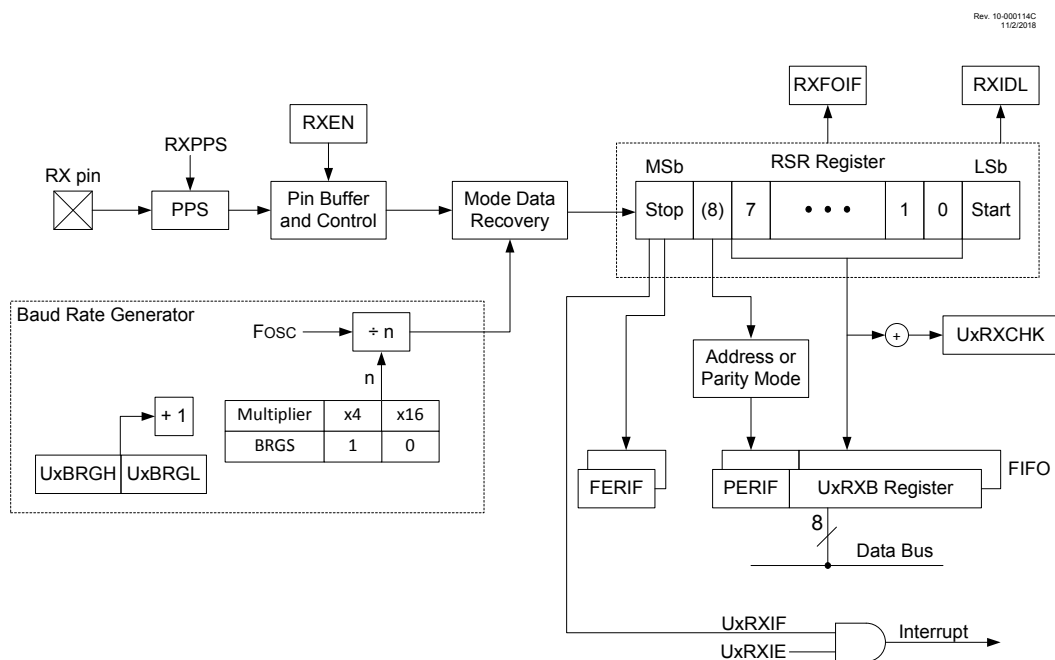 Rev. 10-000114C
11/2/2018
RXFOIF
RXIDL
RXEN
RXPPS
RSR Register
MSb
LSb
RX pin
PPS
Pin Buffer
and Control
Mode Data
Recovery
Stop
(8)
7
• • •
1
0
Start
Baud Rate Generator
FOSC
÷ n
n
+
UxRXCHK
Address or
Parity Mode
+ 1
Multiplier x4 x16
BRGS 1 0
UxBRGH UxBRGL
FIFO
FERIF
PERIF
UxRXB Register
8
Data Bus
UxRXIF
UxRXIE
Interrupt